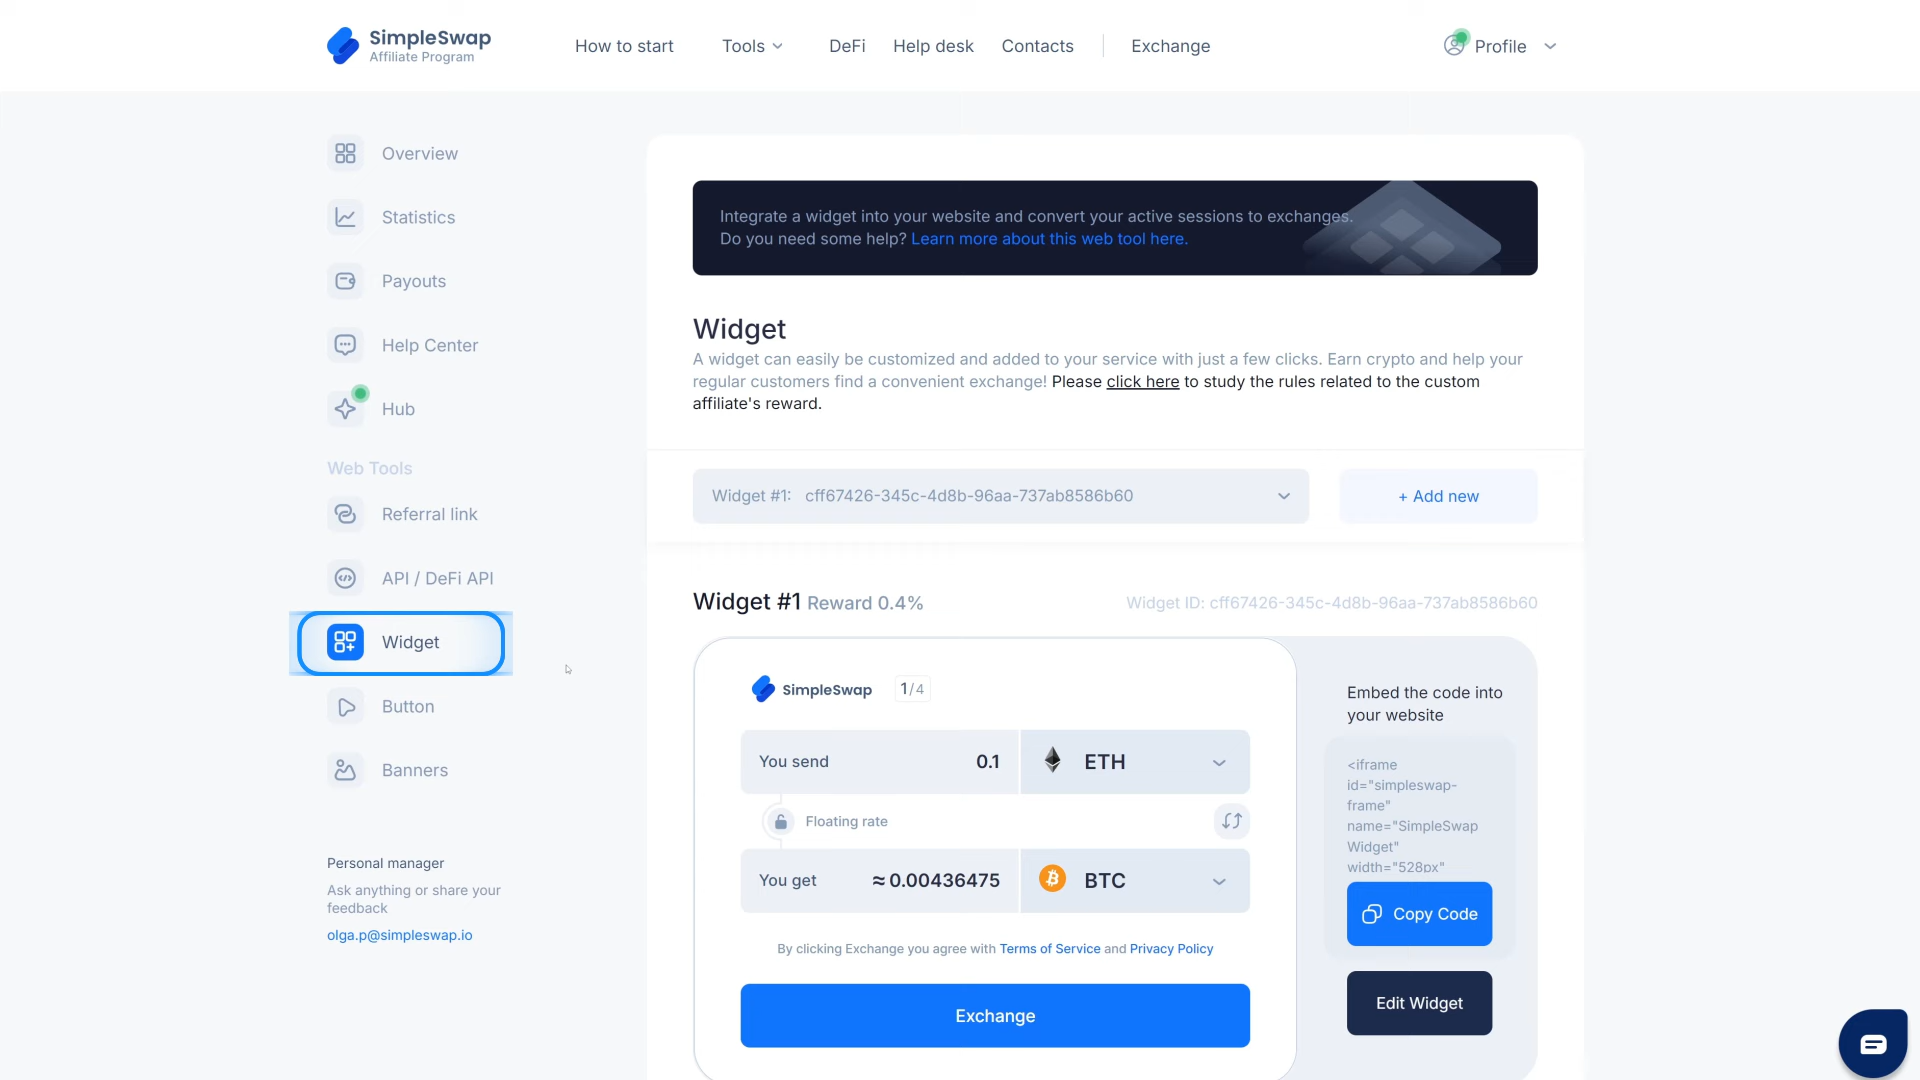 SimpleSwap
Affiliate Program
How to start
Tools
DeFi
Help desk
Contacts
Exchange
Profile
Overview
Statistics
Payouts
Help Center
Hub
Web Tools
Referral link
API / DeFi API
Widget
Button
Banners
Personal manager
Ask anything or share your
feedback
olga.p@simpleswap.io
Integrate a widget into your website and convert your active sessions to exchanges.
Do you need some help? Learn more about this web tool here.
Widget
A widget can easily be customized and added to your service with just a few clicks. Earn crypto and help your
regular customers find a convenient exchange! Please click here to study the rules related to the custom
affiliate's reward.
Widget #1: cff67426-345c-4d8b-96aa-737ab8586b60
+ Add new
Widget #1 Reward 0.4%
Widget ID: cff67426-345c-4d8b-96aa-737ab8586b60
SimpleSwap 1/4
You send 0.1 ETH
Floating rate
You get ≈ 0.00436475 BTC
By clicking Exchange you agree with Terms of Service and Privacy Policy
Exchange
Embed the code into
your website
<iframe
id="simpleswap-
frame"
name="SimpleSwap
Widget"
width="528px"
Copy Code
Edit Widget